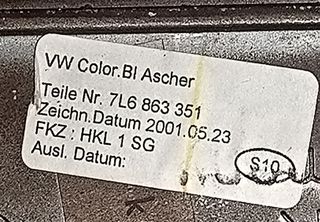 VW Color.BI Ascher
Teile Nr. 7L6 863 351
Zeichn.Datum 2001.05.23
FKZ : HKL 1 SG
Ausl. Datum:
S10
K